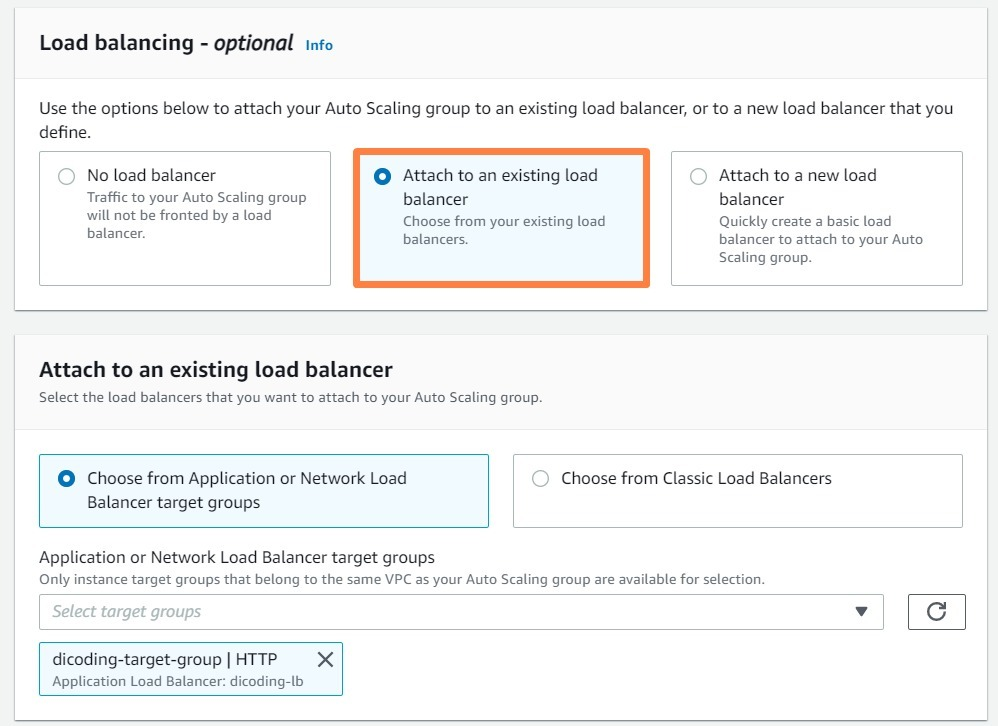 Load balancing - optional Info
Use the options below to attach your Auto Scaling group to an existing load balancer, or to a new load balancer that you
define.
No load balancer
Traffic to your Auto Scaling group
will not be fronted by a load
balancer.
Attach to an existing load
balancer
Choose from your existing load
balancers.
Attach to a new load
balancer
Quickly create a basic load
balancer to attach to your Auto
Scaling group.
Attach to an existing load balancer
Select the load balancers that you want to attach to your Auto Scaling group.
Choose from Application or Network Load
Balancer target groups
Choose from Classic Load Balancers
Application or Network Load Balancer target groups
Only instance target groups that belong to the same VPC as your Auto Scaling group are available for selection.
Select target groups
dicoding-target-group | HTTP
Application Load Balancer: dicoding-lb